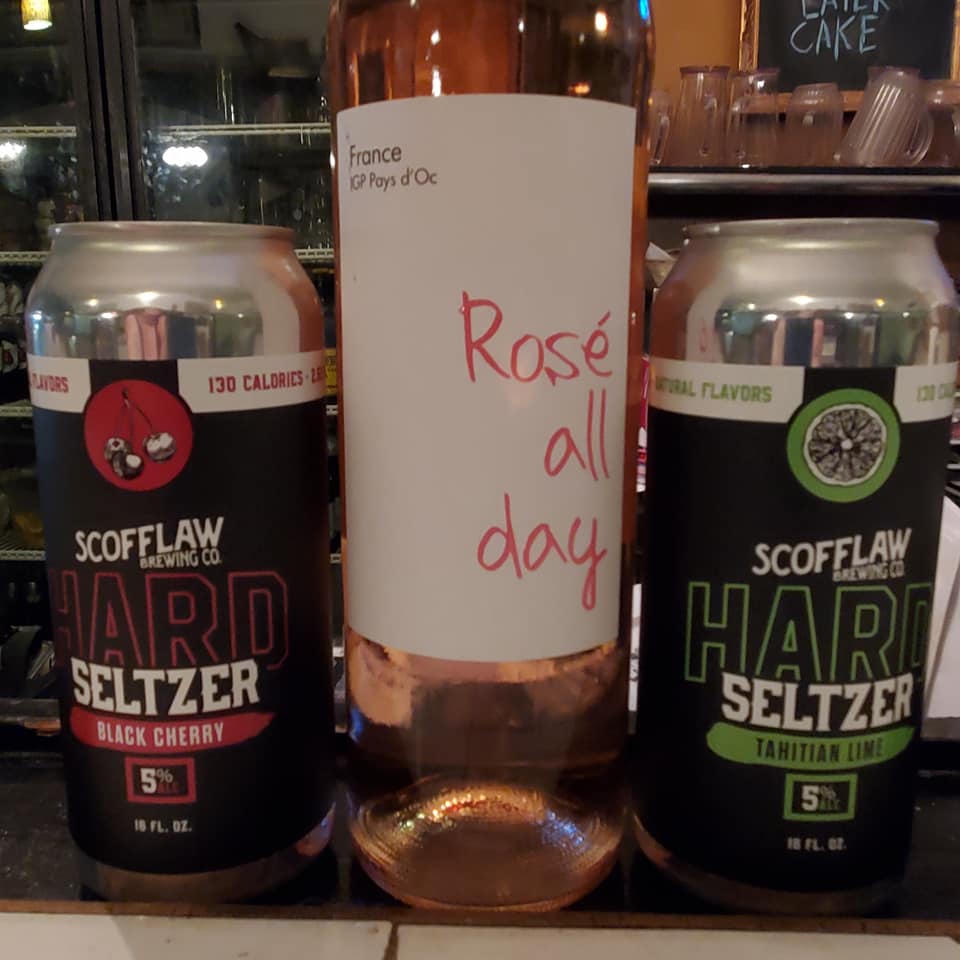 LATER
CAKE
France
IGP Pays d'Oc
Rosé
all
day
FLAVORS
130 CALORIES
SCOFFLAW
BREWING CO.
HARD
SELTZER
BLACK CHERRY
5%
ALC
16 FL. OZ.
NATURAL FLAVORS
130
SCOFFLAW
BREWING CO.
HARD
SELTZER
TAHITIAN LIME
5%
ALC
16 FL. OZ.